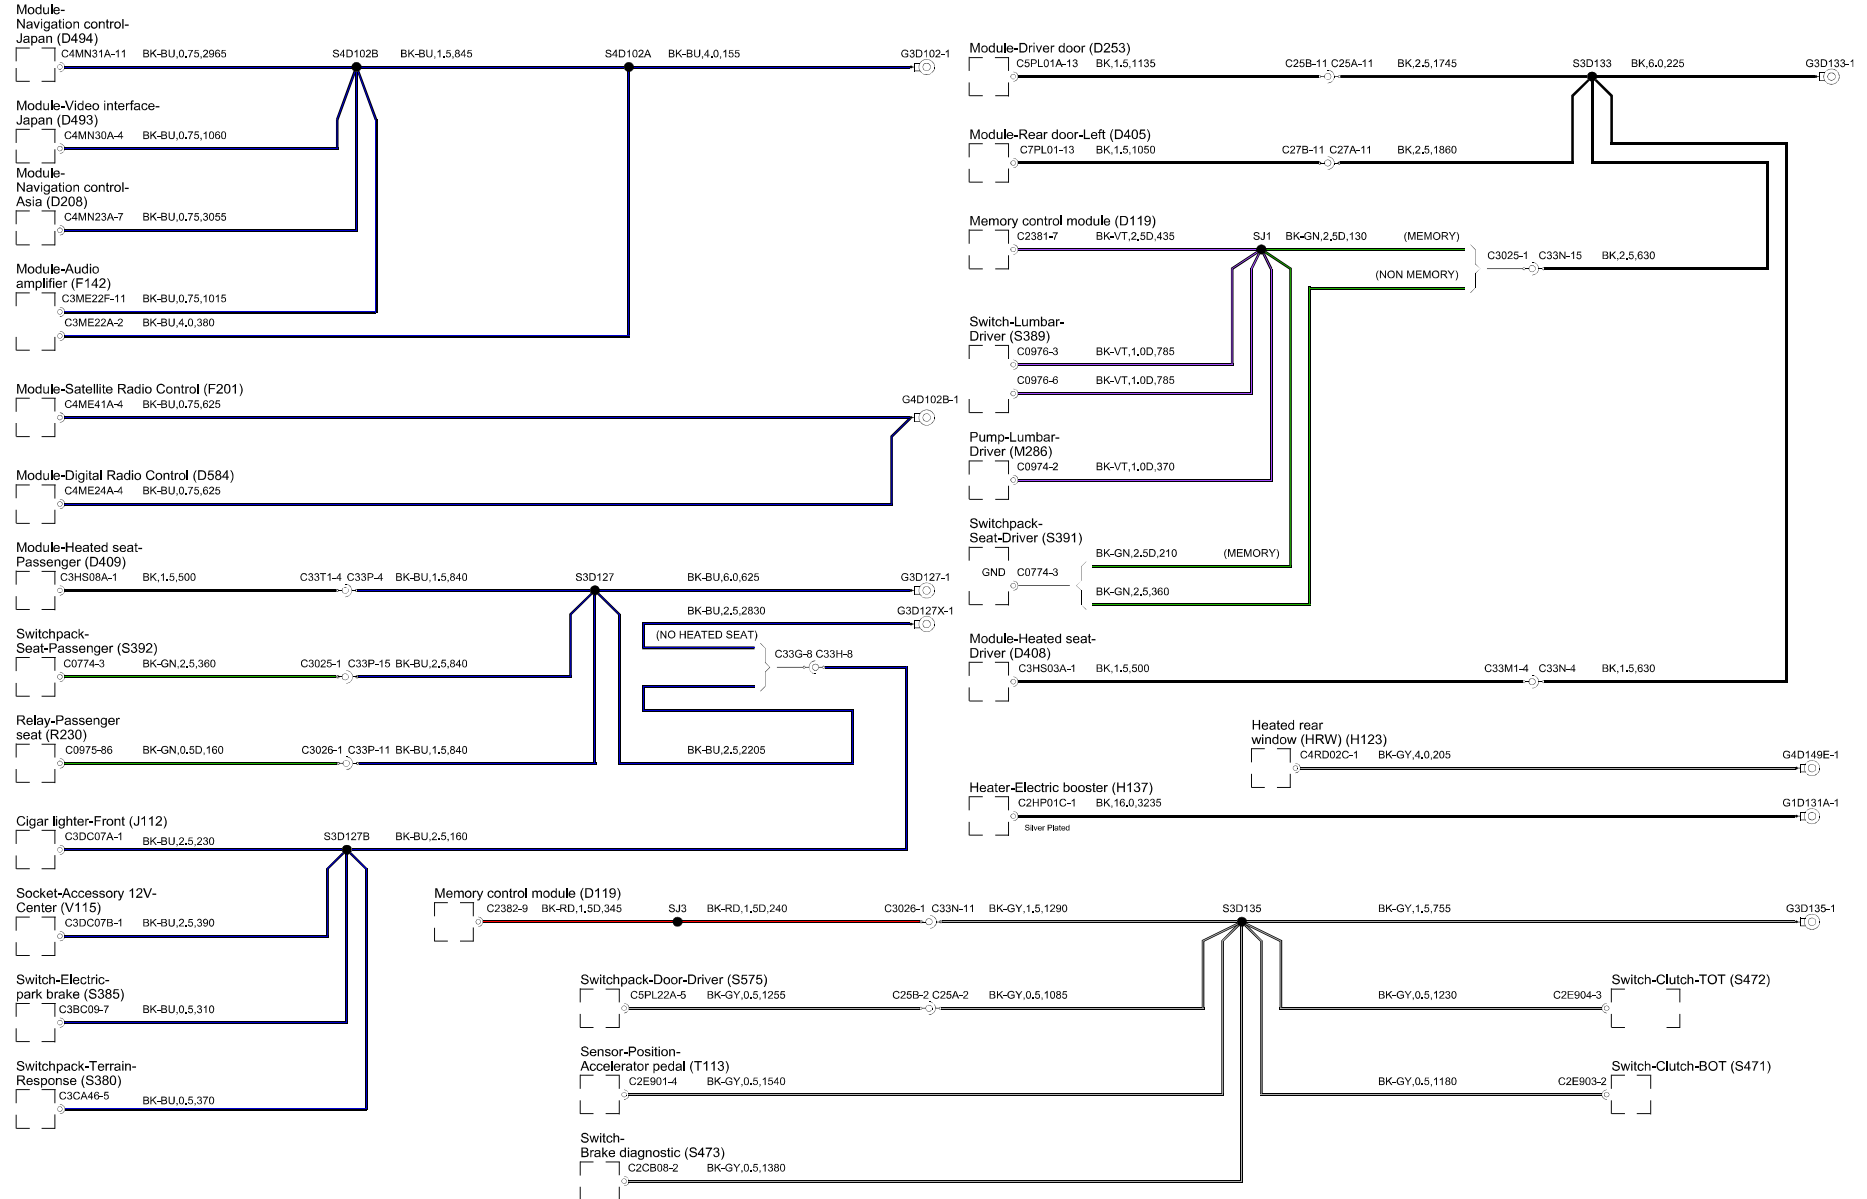 Module-
Navigation control-
Japan (D494)
C4MN31A-11 BK-BU,0.75,2965 S4D102B BK-BU,1.5,845 S4D102A BK-BU,4.0,155 G3D102-1
Module-Video interface-
Japan (D493)
C4MN30A-4 BK-BU,0.75,1060
Module-
Navigation control-
Asia (D208)
C4MN23A-7 BK-BU,0.75,3055
Module-Audio
amplifier (F142)
C3ME22F-11 BK-BU,0.75,1015
C3ME22A-2 BK-BU,4.0,380
Module-Satellite Radio Control (F201)
C4ME41A-4 BK-BU,0.75,625 G4D102B-1
Module-Digital Radio Control (D584)
C4ME24A-4 BK-BU,0.75,625
Module-Heated seat-
Passenger (D409)
C3HS08A-1 BK,1.5,500 C33T1-4 C33P-4 BK-BU,1.5,840 S3D127 BK-BU,6.0,625 G3D127-1
BK-BU,2.5,2830 G3D127X-1
(NO HEATED SEAT)
C33G-8 C33H-8
Switchpack-
Seat-Passenger (S392)
C0774-3 BK-GN,2.5,360 C3025-1 C33P-15 BK-BU,2.5,840
Relay-Passenger
seat (R230)
C0975-86 BK-GN,0.5D,160 C3026-1 C33P-11 BK-BU,1.5,840 BK-BU,2.5,2205
Cigar lighter-Front (J112)
C3DC07A-1 BK-BU,2.5,230 S3D127B BK-BU,2.5,160
Socket-Accessory 12V-
Center (V115)
C3DC07B-1 BK-BU,2.5,390
Switch-Electric-
park brake (S385)
C3BC09-7 BK-BU,0.5,310
Switchpack-Terrain-
Response (S380)
C3CA46-5 BK-BU,0.5,370
Module-Driver door (D253)
C5PL01A-13 BK,1.5,1135 C25B-11 C25A-11 BK,2.5,1745 S3D133 BK,6.0,225 G3D133-1
Module-Rear door-Left (D405)
C7PL01-13 BK,1.5,1050 C27B-11 C27A-11 BK,2.5,1860
Memory control module (D119)
C2381-7 BK-VT,2.5D,435 SJ1 BK-GN,2.5D,130 (MEMORY)
C3025-1 C33N-15 BK,2.5,630
(NON MEMORY)
Switch-Lumbar-
Driver (S389)
C0976-3 BK-VT,1.0D,785
C0976-6 BK-VT,1.0D,785
Pump-Lumbar-
Driver (M286)
C0974-2 BK-VT,1.0D,370
Switchpack-
Seat-Driver (S391)
BK-GN,2.5D,210 (MEMORY)
GND C0774-3
BK-GN,2.5,360
Module-Heated seat-
Driver (D408)
C3HS03A-1 BK,1.5,500 C33M1-4 C33N-4 BK,1.5,630
Heated rear
window (HRW) (H123)
C4RD02C-1 BK-GY,4.0,205 G4D149E-1
Heater-Electric booster (H137)
C2HP01C-1 BK,16.0,3235 G1D131A-1
Silver Plated
Memory control module (D119)
C2382-9 BK-RD,1.5D,345 SJ3 BK-RD,1.5D,240 C3026-1 C33N-11 BK-GY,1.5,1290 S3D135 BK-GY,1.5,755 G3D135-1
Switchpack-Door-Driver (S575)
C5PL22A-5 BK-GY,0.5,1255 C25B-2 C25A-2 BK-GY,0.5,1085
Switch-Clutch-TOT (S472)
BK-GY,0.5,1230 C2E904-3
Sensor-Position-
Accelerator pedal (T113)
C2E901-4 BK-GY,0.5,1540
Switch-Clutch-BOT (S471)
BK-GY,0.5,1180 C2E903-2
Switch-
Brake diagnostic (S473)
C2CB08-2 BK-GY,0.5,1380